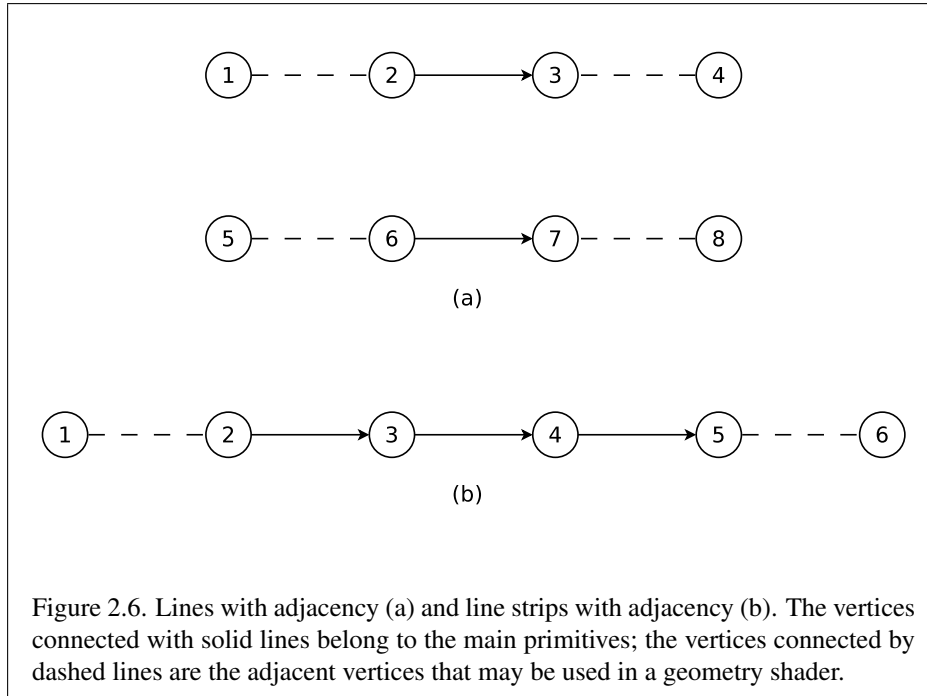 1 2 3 4
5 6 7 8
(a)
1 2 3 4 5 6
(b)
Figure 2.6. Lines with adjacency (a) and line strips with adjacency (b). The vertices
connected with solid lines belong to the main primitives; the vertices connected by
dashed lines are the adjacent vertices that may be used in a geometry shader.